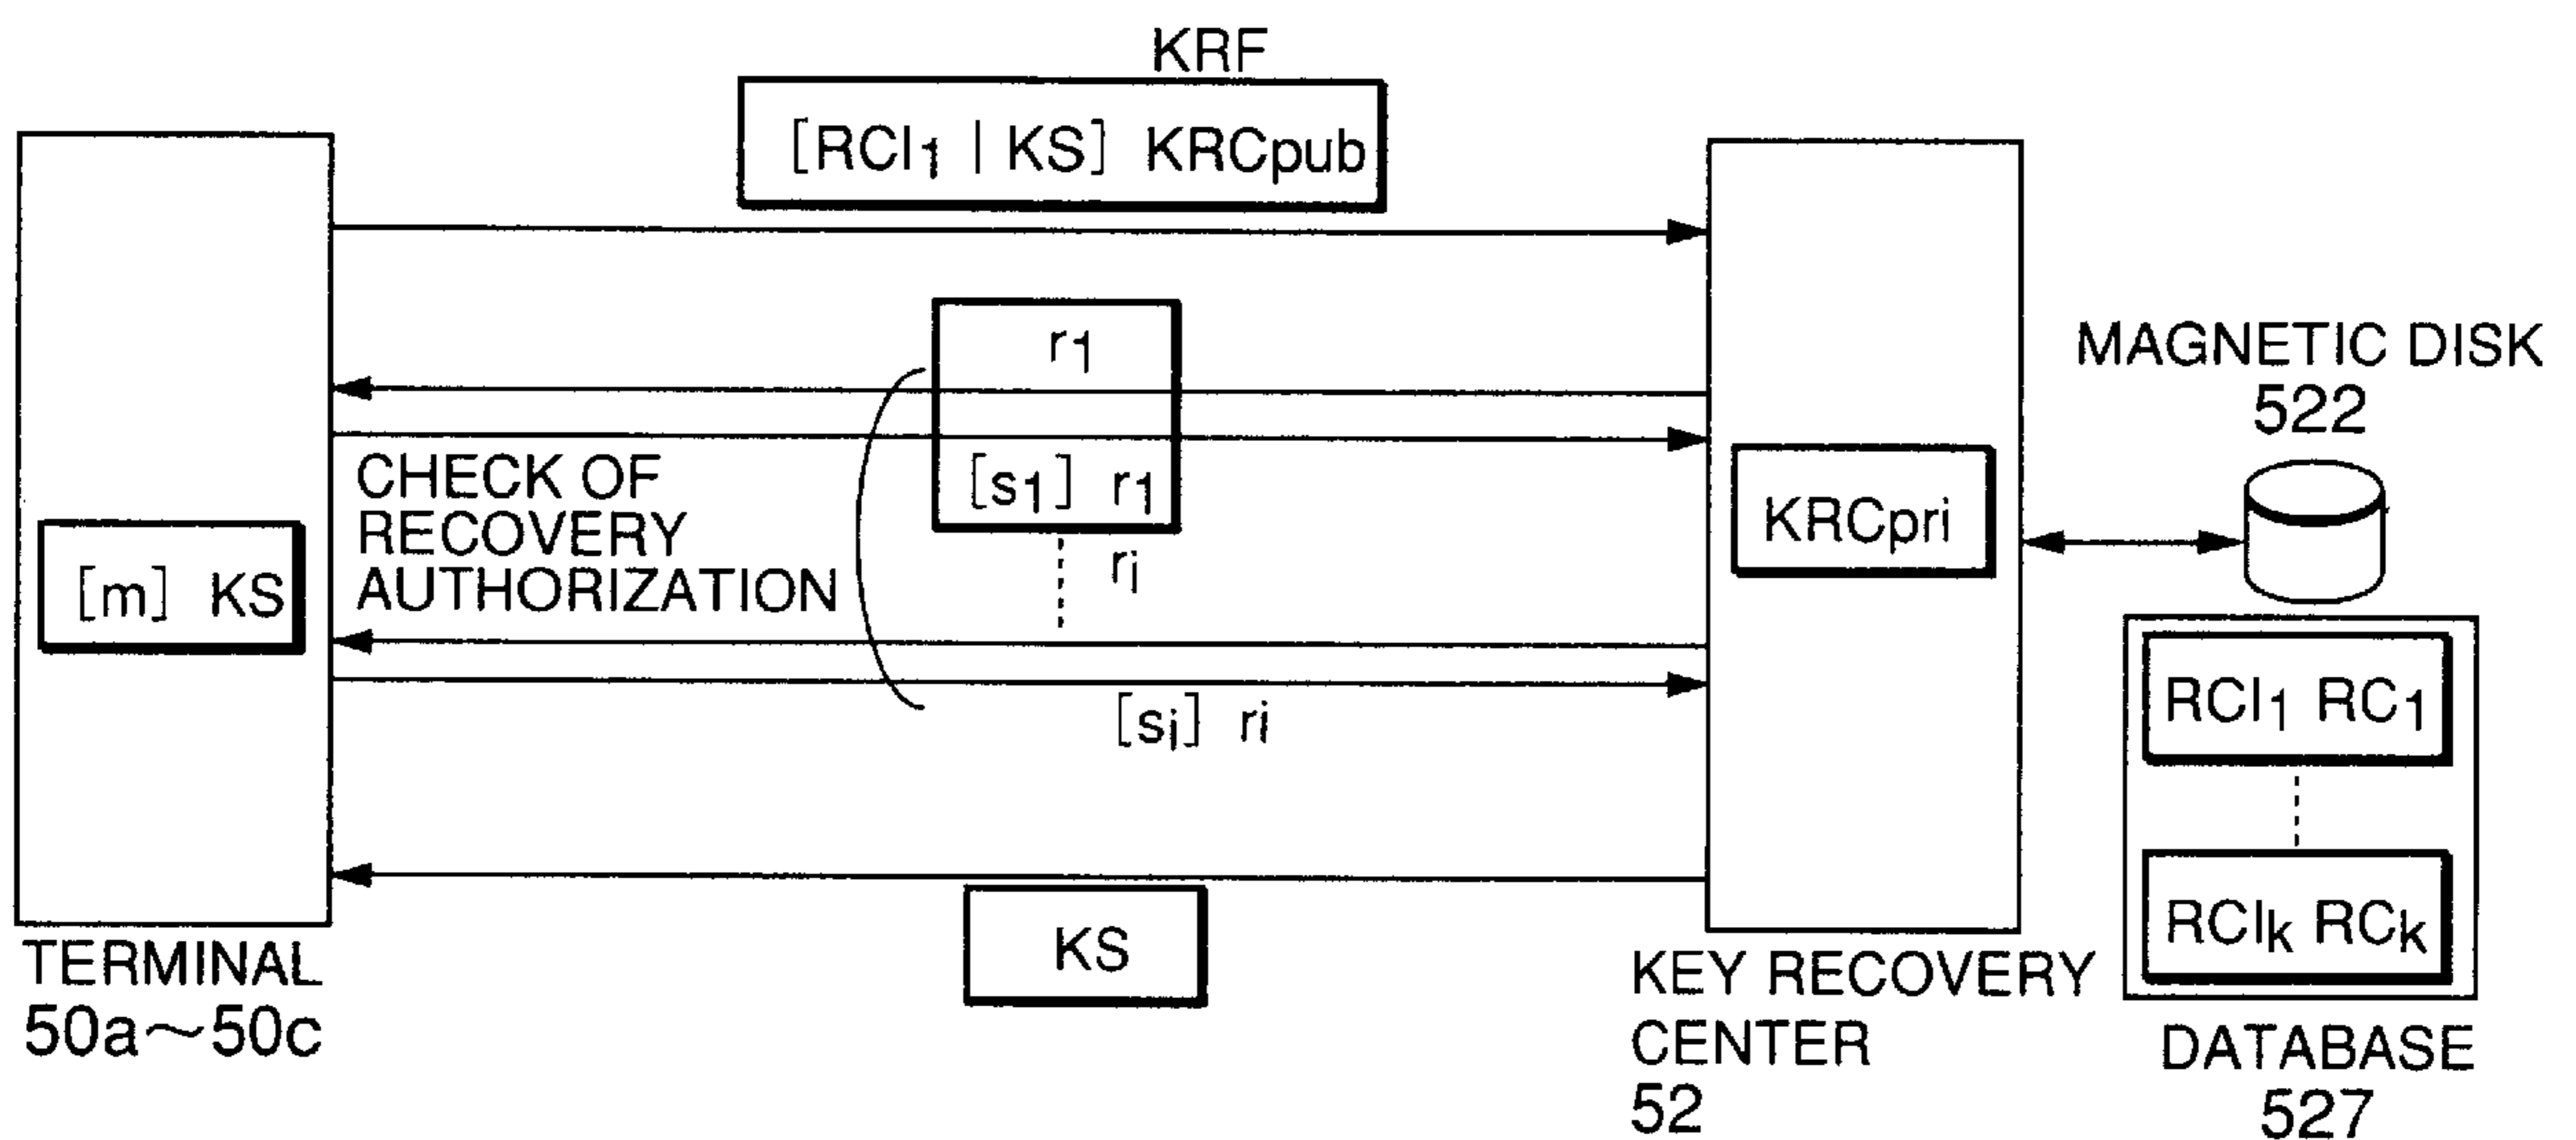 KRF
[RCI1 | KS] KRCpub
r1
[s1] r1
CHECK OF
RECOVERY
AUTHORIZATION
ri
[si] ri
[m] KS
KS
TERMINAL
50a~50c
KRCpri
KEY RECOVERY
CENTER
52
MAGNETIC DISK
522
RCI1 RC1
RCIk RCk
DATABASE
527